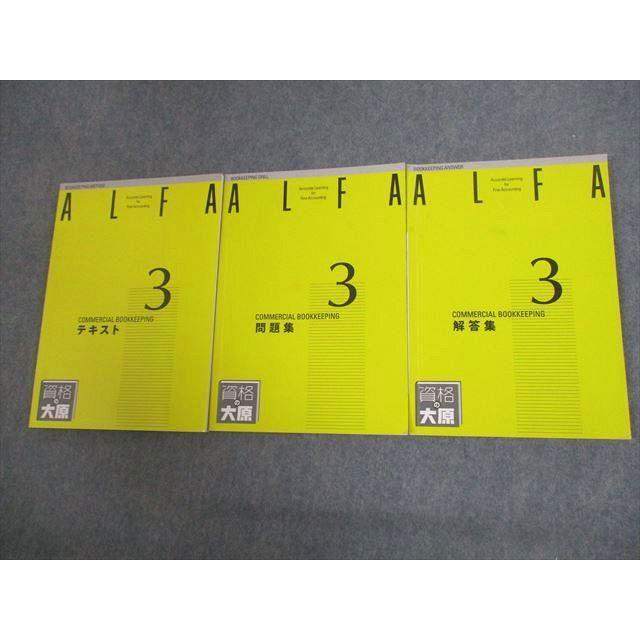 BOOKKEEPING METHOD
A L F A
Accurate Learning
for
Fine Accounting
3
COMMERCIAL BOOKKEEPING
テキスト
資格
の
大原
BOOKKEEPING DRILL
A L F A
Accurate Learning
for
Fine Accounting
3
COMMERCIAL BOOKKEEPING
問題集
資格
の
大原
BOOKKEEPING ANSWER
A L F A
Accurate Learning
for
Fine Accounting
3
COMMERCIAL BOOKKEEPING
解答集
資格
の
大原